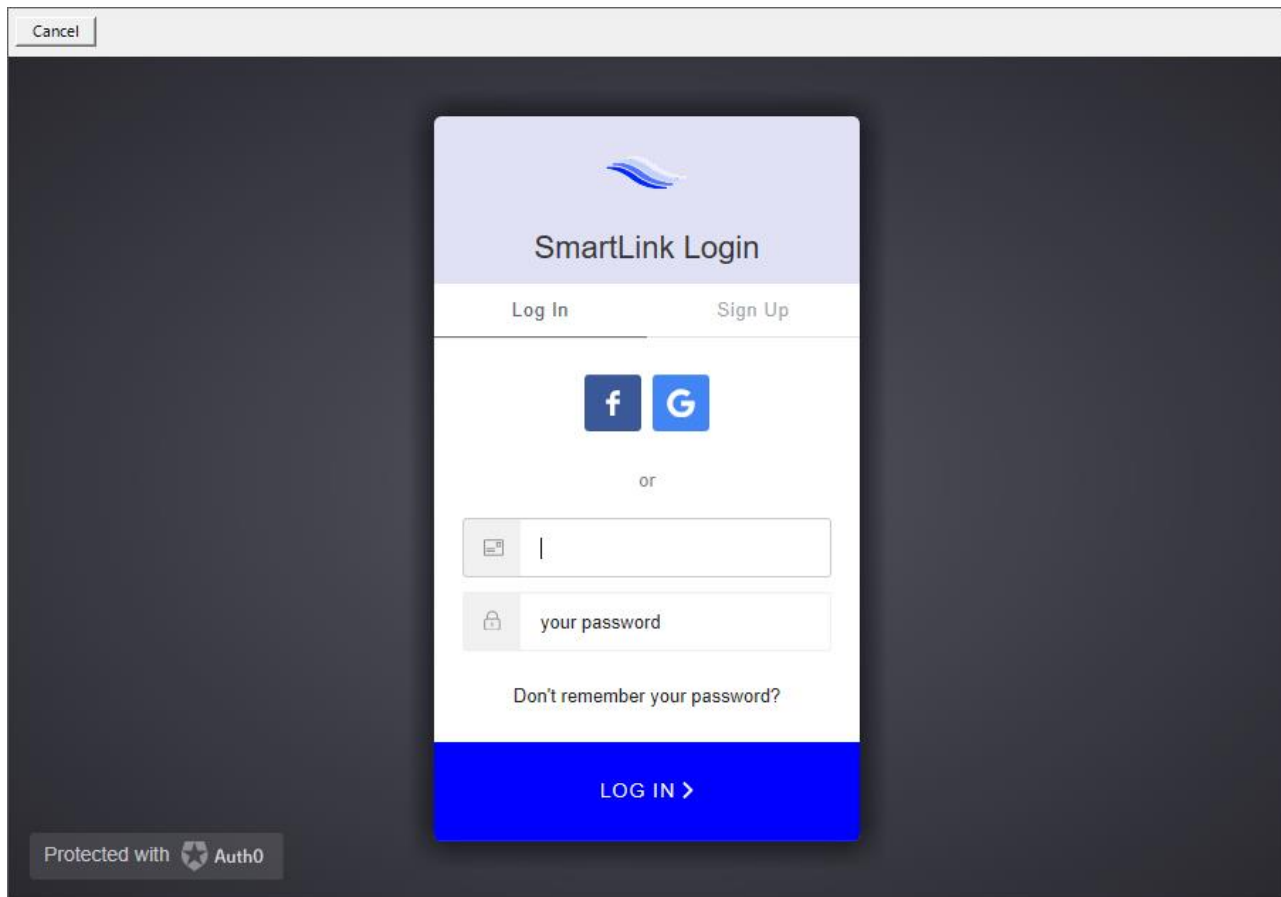 Cancel
SmartLink Login
Log In Sign Up
f G
or
your password
Don't remember your password?
LOG IN
Protected with Auth0